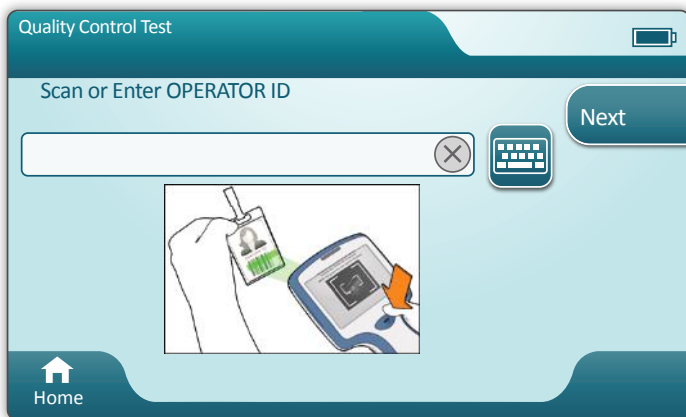 Quality Control Test
Scan or Enter OPERATOR ID
Next
Home